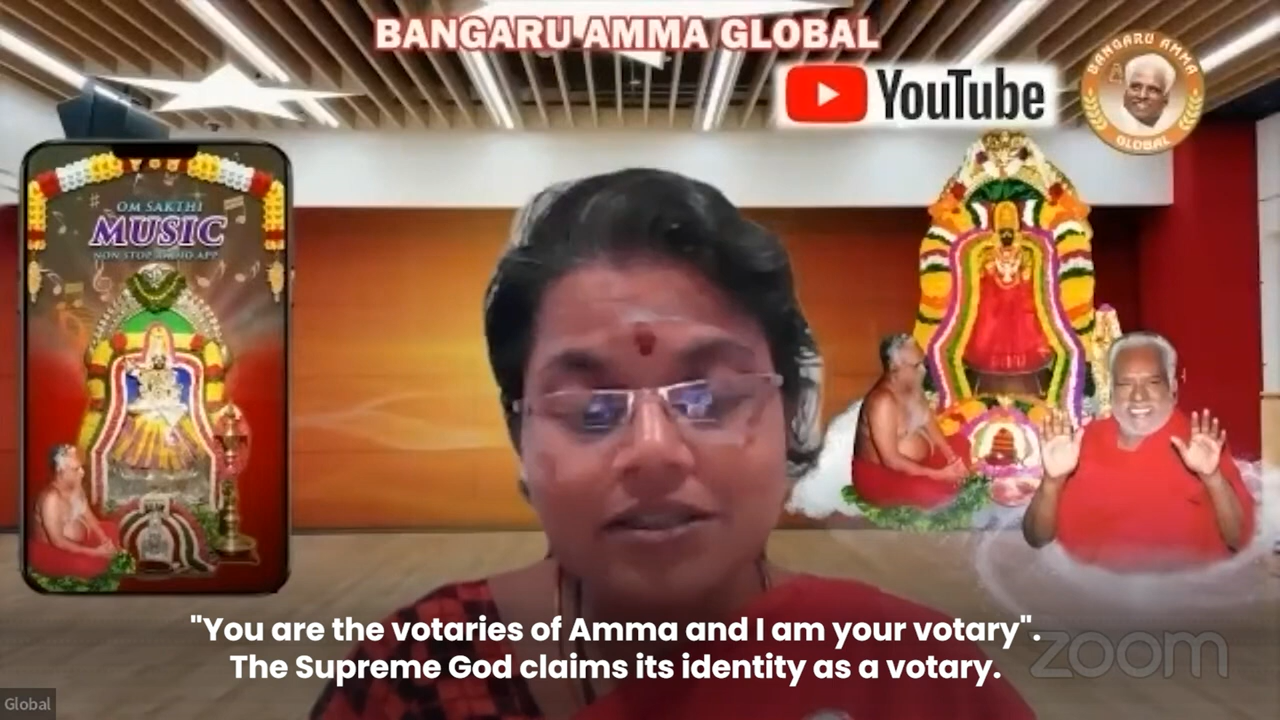 BANGARU AMMA GLOBAL
YouTube
BANGARU AMMA
GLOBAL
OM SAKTHI
MUSIC
NON STOP AUDIO APP
"You are the votaries of Amma and I am your votary".
The Supreme God claims its identity as a votary.
zoom
Global